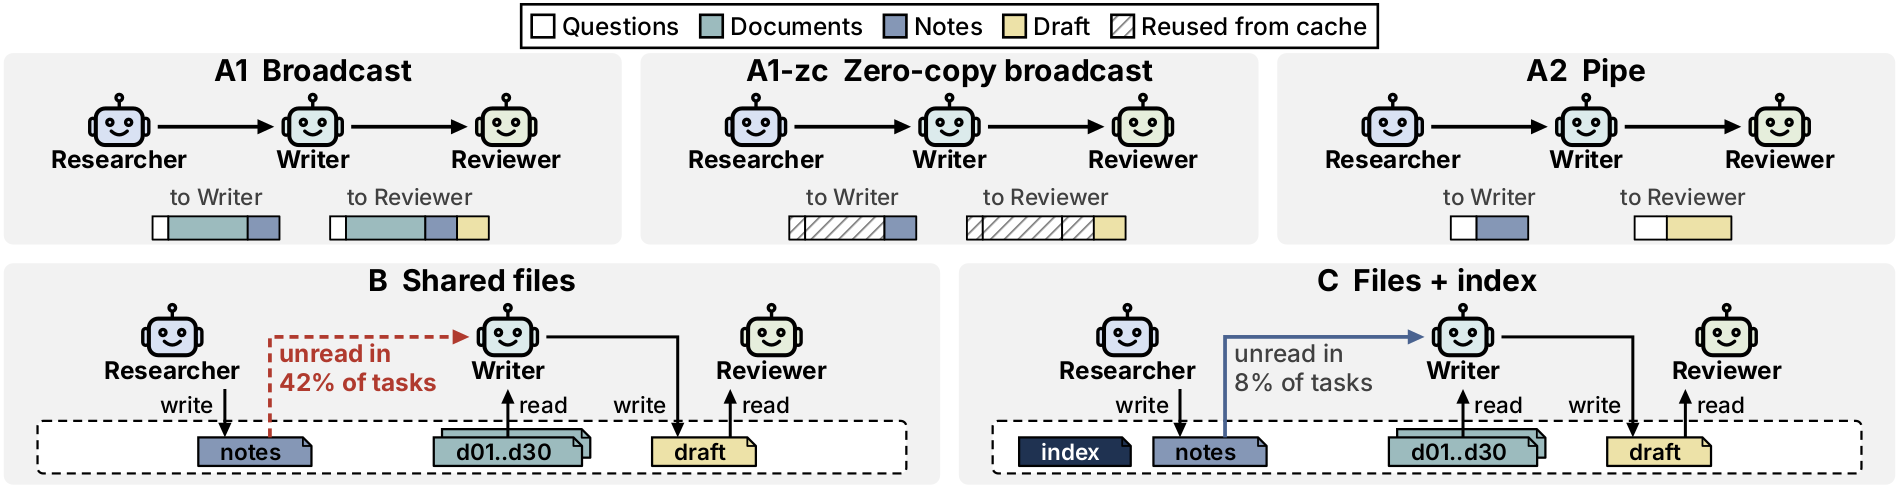 Questions Documents Notes Draft Reused from cache
A1 Broadcast
Researcher Writer Reviewer
to Writer to Reviewer
A1-zc Zero-copy broadcast
Researcher Writer Reviewer
to Writer to Reviewer
A2 Pipe
Researcher Writer Reviewer
to Writer to Reviewer
B Shared files
Researcher Writer Reviewer
unread in
42% of tasks
write read write read
notes d01..d30 draft
C Files + index
Researcher Writer Reviewer
unread in
8% of tasks
write read write read
index notes d01..d30 draft